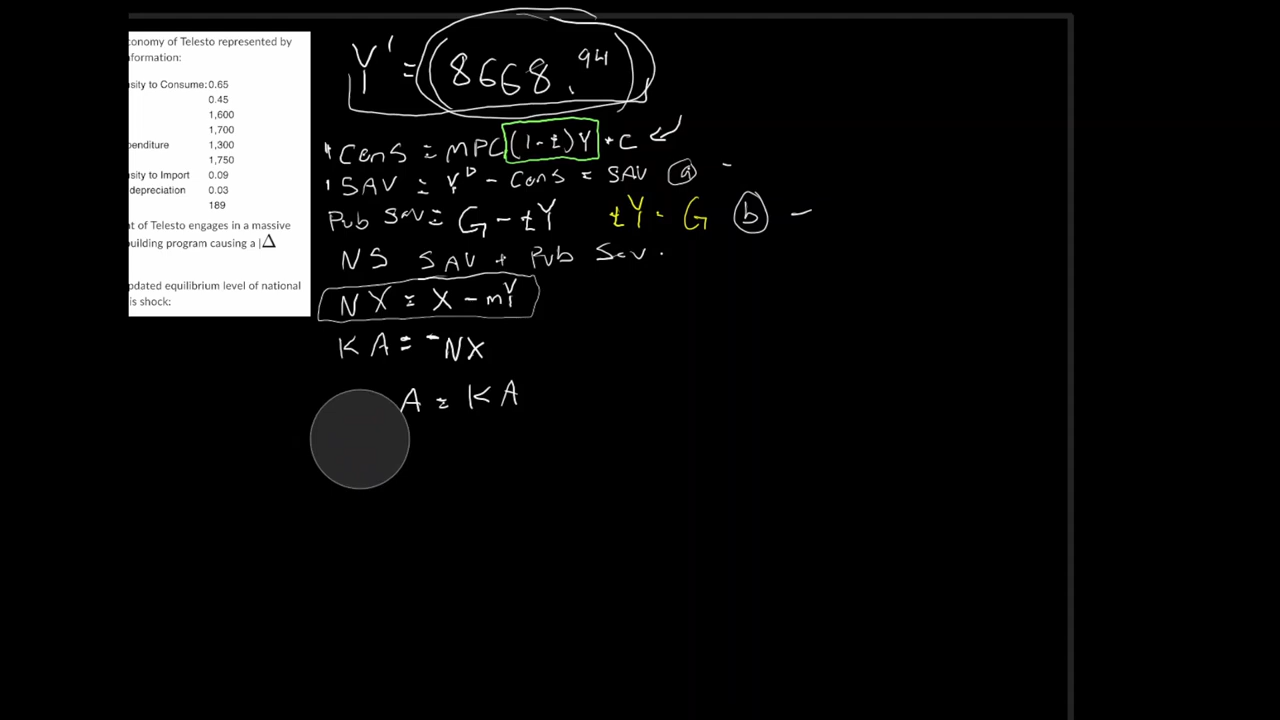 conomy of Telesto represented by
formation:
sity to Consume: 0.65
0.45
1,600
1,700
penditure 1,300
1,750
sity to Import 0.09
depreciation 0.03
189
nt of Telesto engages in a massive
building program causing a |Δ
pdated equilibrium level of national
is shock:
Y' = (8668.94)
Cons = MPC(1-t)Y + C
SAV = Y^D - Cons = SAV (a) -
Pub Sav = G - tY tY - G (b) -
NS SAV + Pub Sav.
NX = X - mY
KA = -NX
A = KA